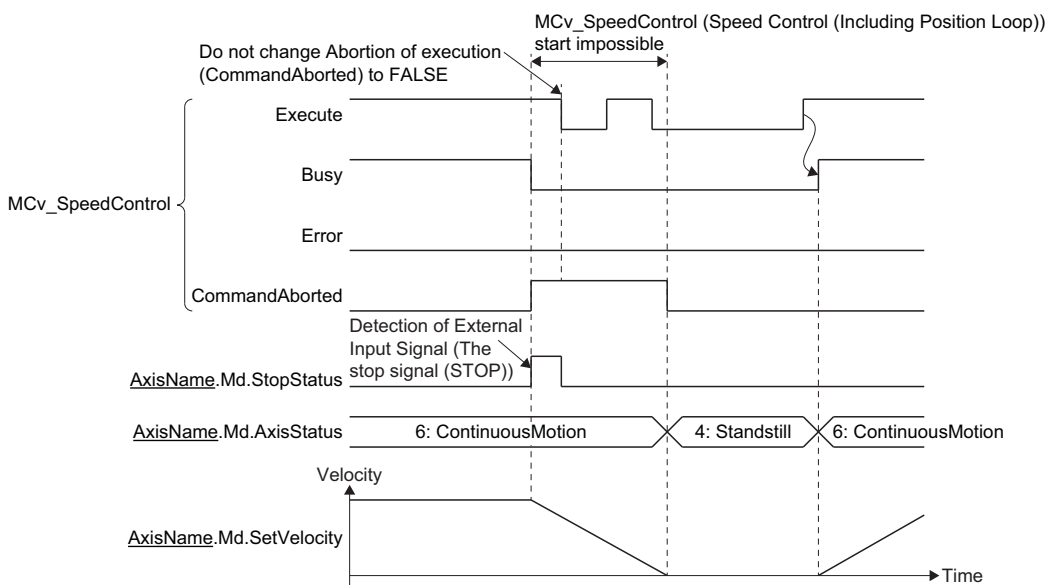 MCv_SpeedControl (Speed Control (Including Position Loop))
start impossible
Do not change Abortion of execution
(CommandAborted) to FALSE
Execute
Busy
MCv_SpeedControl
Error
CommandAborted
Detection of External
Input Signal (The
stop signal (STOP))
AxisName.Md.StopStatus
AxisName.Md.AxisStatus
6: ContinuousMotion
4: Standstill
6: ContinuousMotion
Velocity
AxisName.Md.SetVelocity
Time